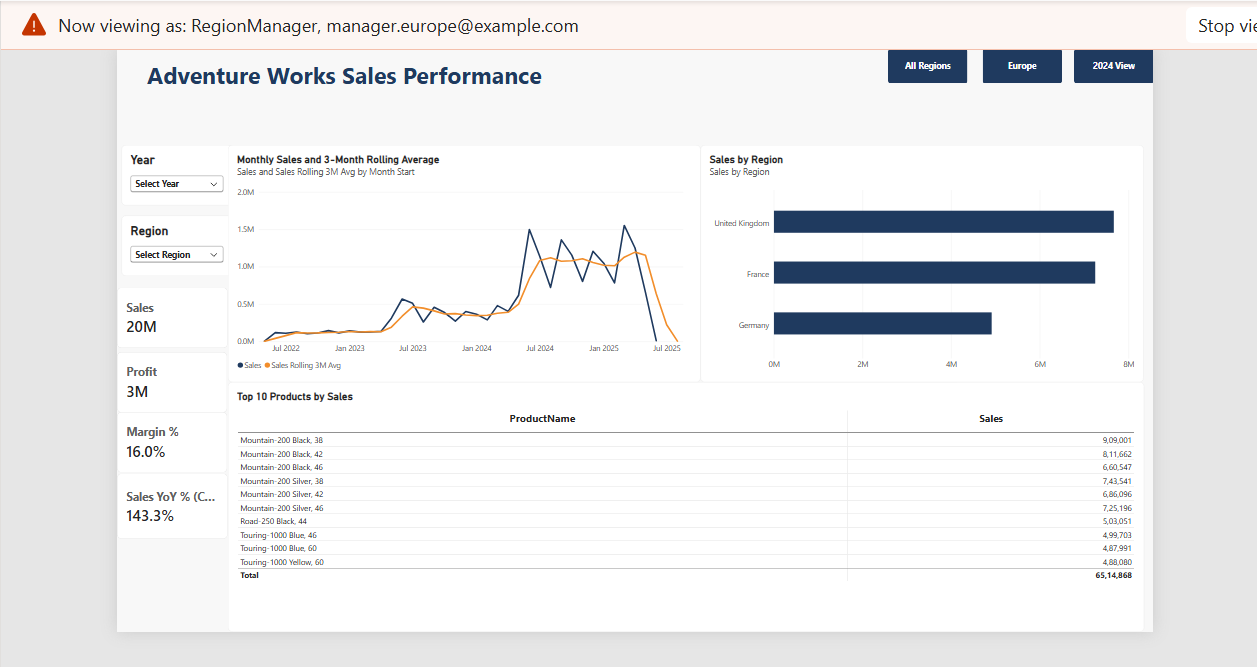 Now viewing as: RegionManager, manager.europe@example.com
Stop vie
Adventure Works Sales Performance
All Regions
Europe
2024 View
Year
Select Year
Region
Select Region
Sales
20M
Profit
3M
Margin %
16.0%
Sales YoY % (C...
143.3%
Monthly Sales and 3-Month Rolling Average
Sales and Sales Rolling 3M Avg by Month Start
2.0M
1.5M
1.0M
0.5M
0.0M
Jul 2022 Jan 2023 Jul 2023 Jan 2024 Jul 2024 Jan 2025 Jul 2025
Sales Sales Rolling 3M Avg
Sales by Region
Sales by Region
United Kingdom
France
Germany
0M 2M 4M 6M 8M
Top 10 Products by Sales
ProductName Sales
Mountain-200 Black, 38 9,09,001
Mountain-200 Black, 42 8,11,662
Mountain-200 Black, 46 6,60,547
Mountain-200 Silver, 38 7,43,541
Mountain-200 Silver, 42 6,86,096
Mountain-200 Silver, 46 7,25,196
Road-250 Black, 44 5,03,051
Touring-1000 Blue, 46 4,99,703
Touring-1000 Blue, 60 4,87,991
Touring-1000 Yellow, 60 4,88,080
Total 65,14,868